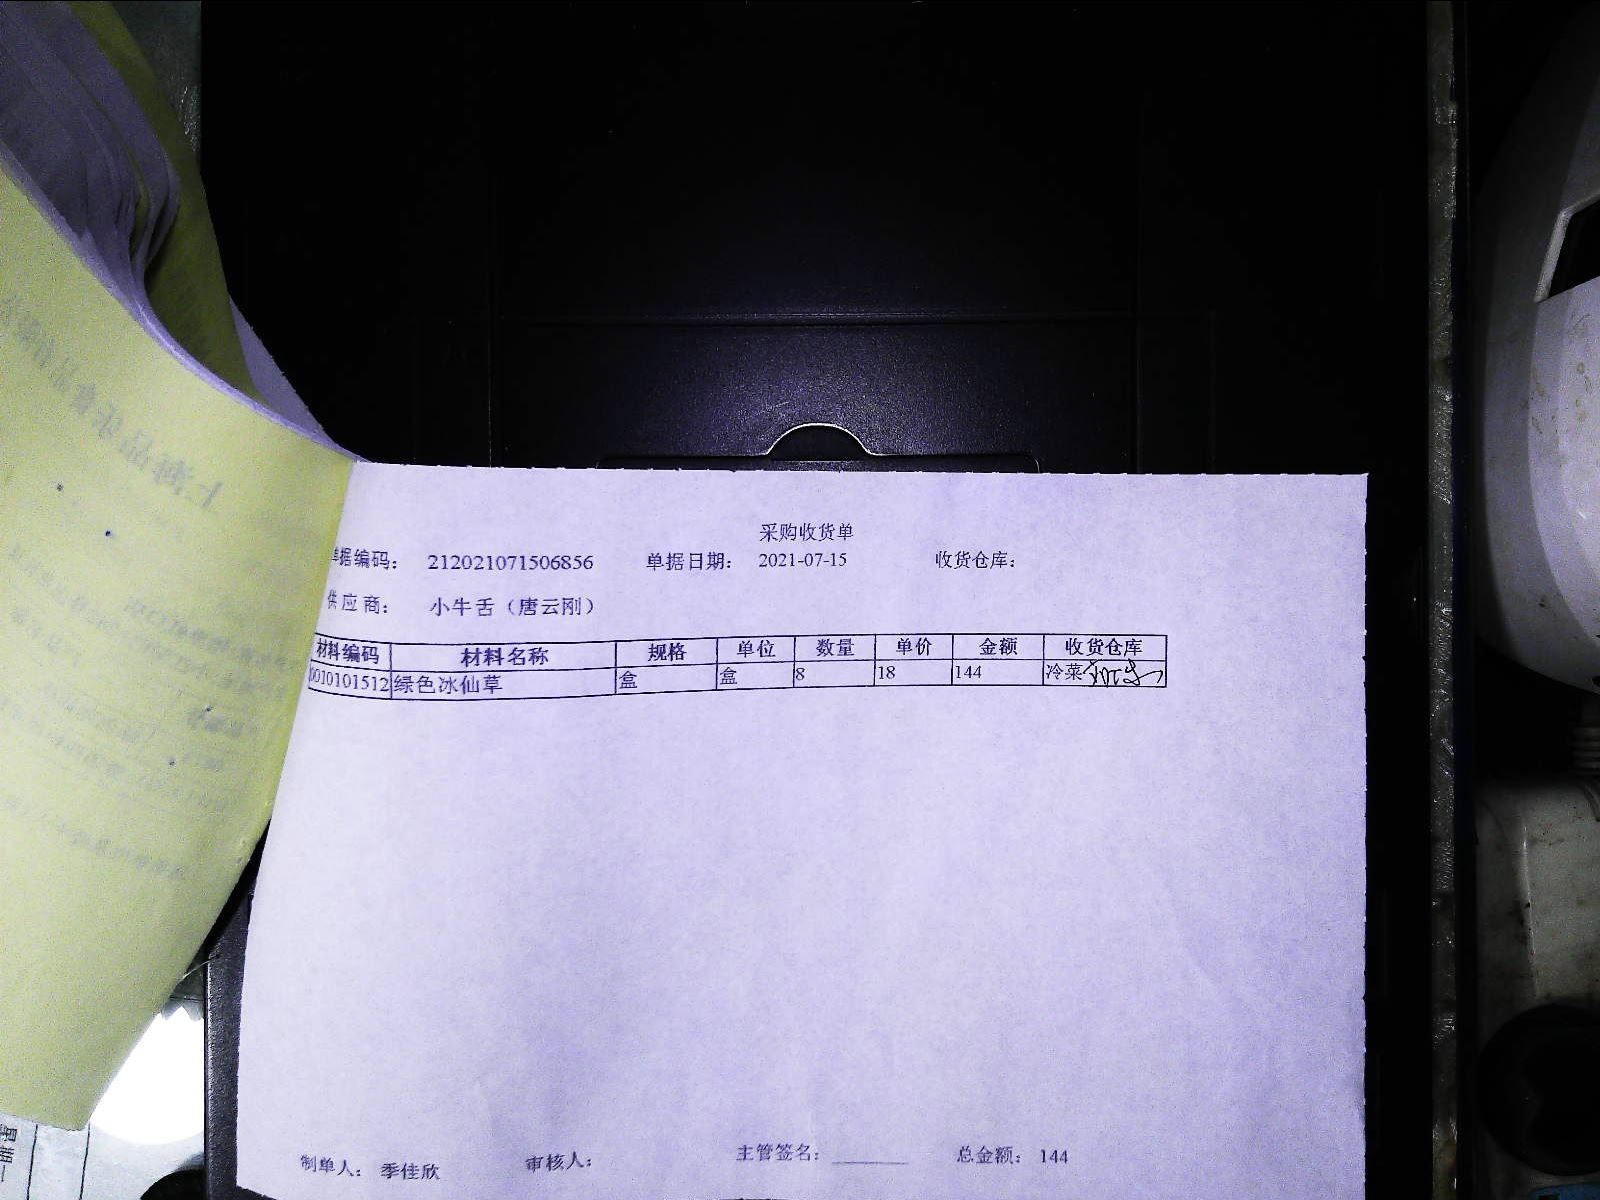 采购收货单
单据编码： 212021071506856 单据日期： 2021-07-15 收货仓库：
供应商： 小牛舌（唐云刚）
材料编码 材料名称 规格 单位 数量 单价 金额 收货仓库
0010101512 绿色冰仙草 盒 盒 8 18 144 冷菜
制单人： 季佳欣 审核人： 主管签名： 总金额： 144